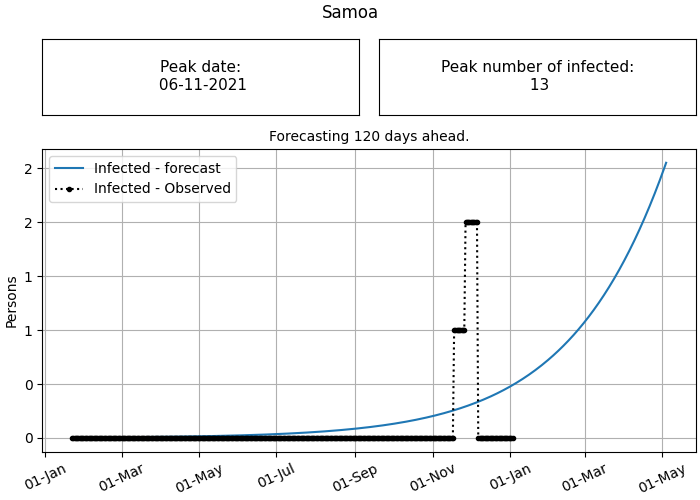 Samoa
Peak date:
06-11-2021
Peak number of infected:
13
Forecasting 120 days ahead.
Infected - forecast
Infected - Observed
Persons
2
2
1
1
0
0
01-Jan
01-Mar
01-May
01-Jul
01-Sep
01-Nov
01-Jan
01-Mar
01-May